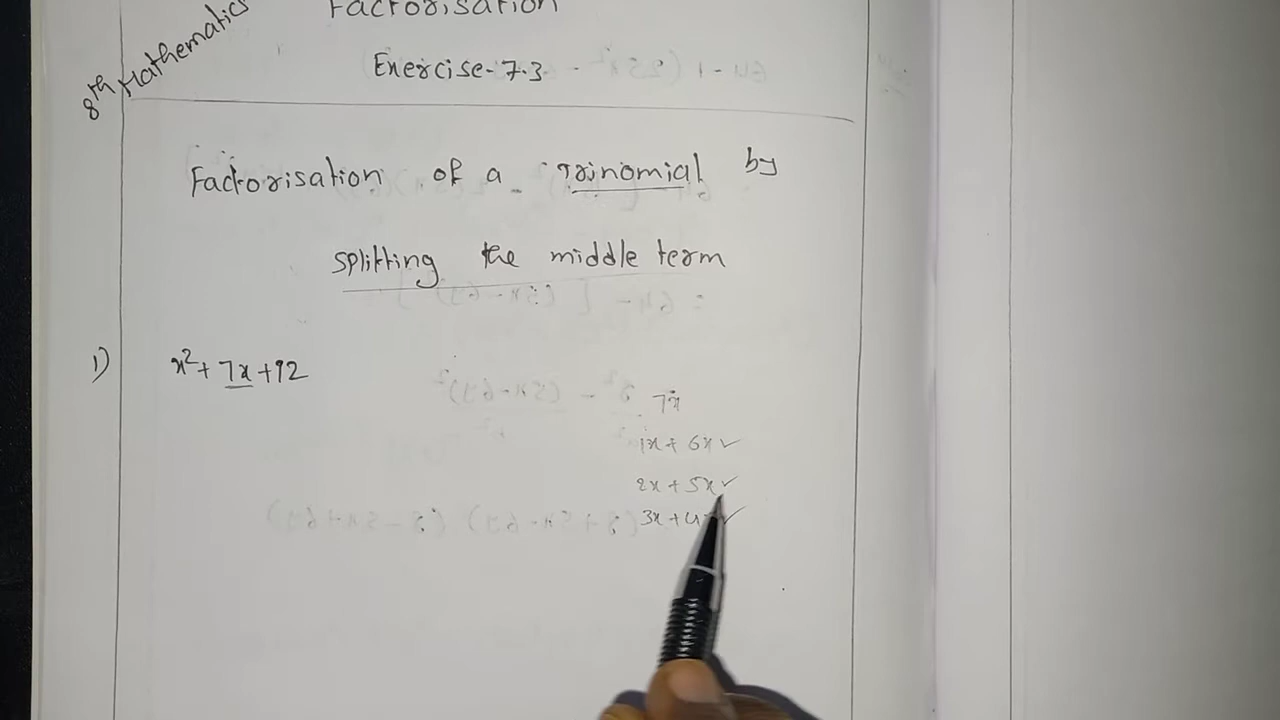 8th Mathematics
Factorisation
Exercise-7.3
Factorisation of a Trinomial by
splitting the middle term
1) x²+ 7x +12
7x
1x + 6x ✓
2x + 5x ✓
3x + 4x ✓